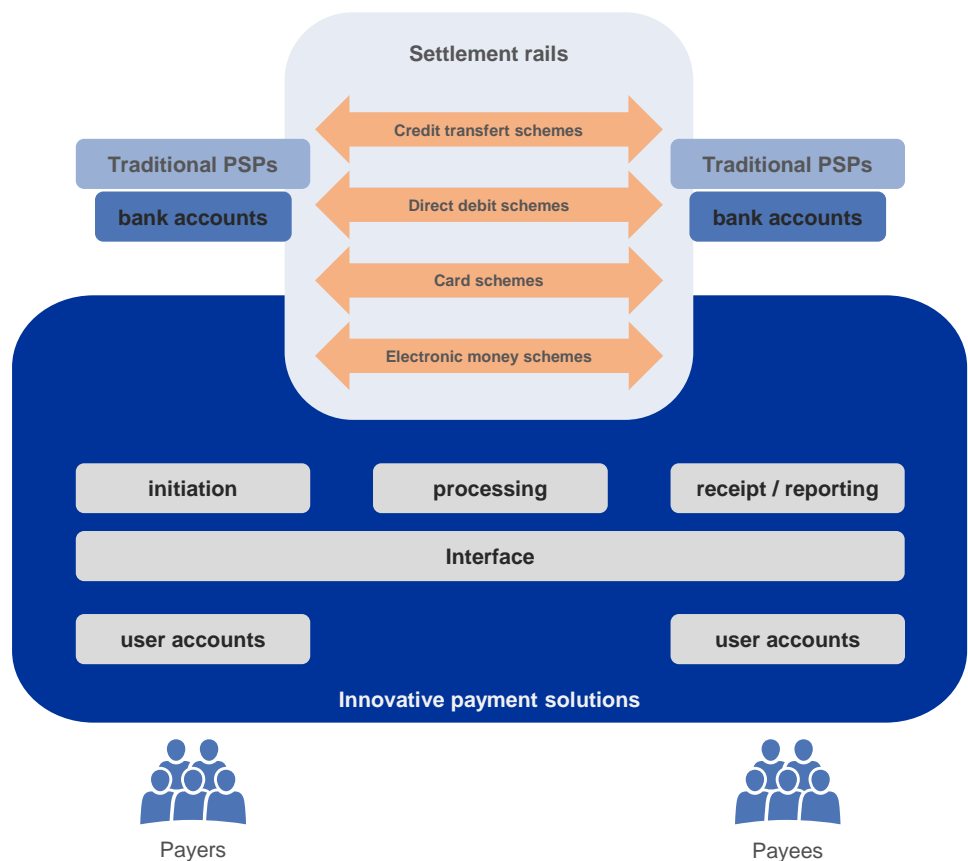 Settlement rails
Credit transfert schemes
Traditional PSPs
Traditional PSPs
Direct debit schemes
bank accounts
bank accounts
Card schemes
Electronic money schemes
initiation
processing
receipt / reporting
Interface
user accounts
user accounts
Innovative payment solutions
Payers
Payees